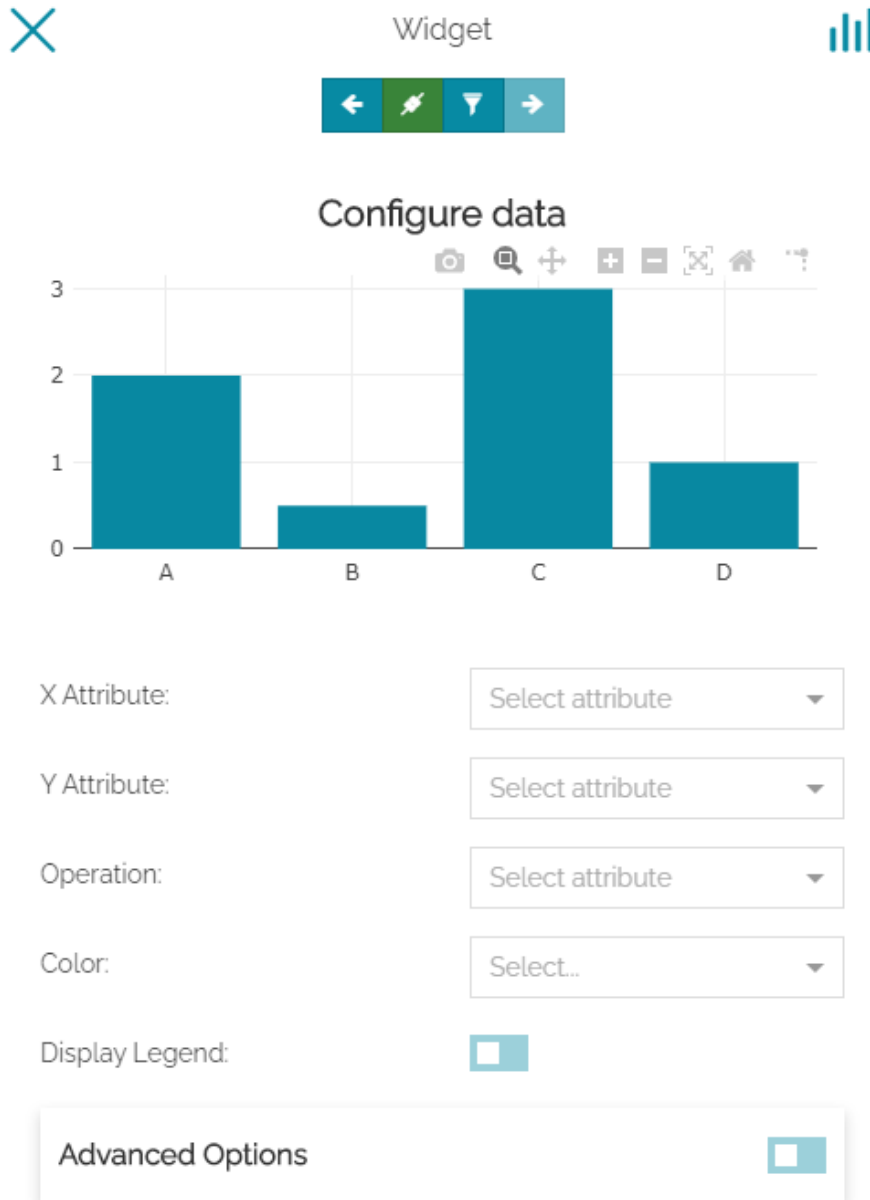 Widget
Configure data
3
2
1
0
A B C D
X Attribute: Select attribute
Y Attribute: Select attribute
Operation: Select attribute
Color: Select...
Display Legend:
Advanced Options